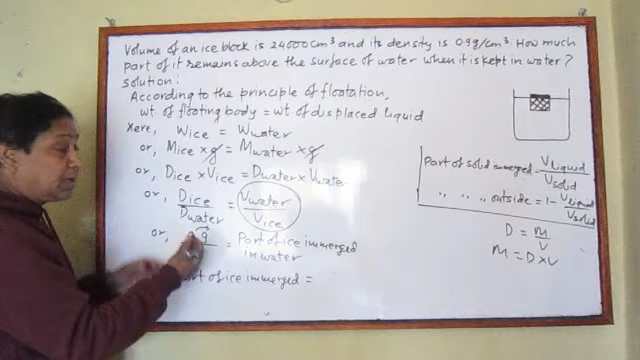 Volume of an ice block is 24000cm³ and its density is 0.9g/cm³. How much
part of it remains above the surface of water when it is kept in water?
solution:
According to the principle of floatation,
wt of floating body = wt of displaced liquid
Here, Wice = Wwater
or, Mice × g = Mwater × g
or, Dice × Vice = Dwater × Vwater
or, Dice/Dwater = Vwater/Vice
or, 9 = Part of ice immerged
in water
part of ice immerged =
Part of solid immerged = Vliquid/Vsolid
" " " outside = 1- Vliquid/Vsolid
D = M/V
M = D×V